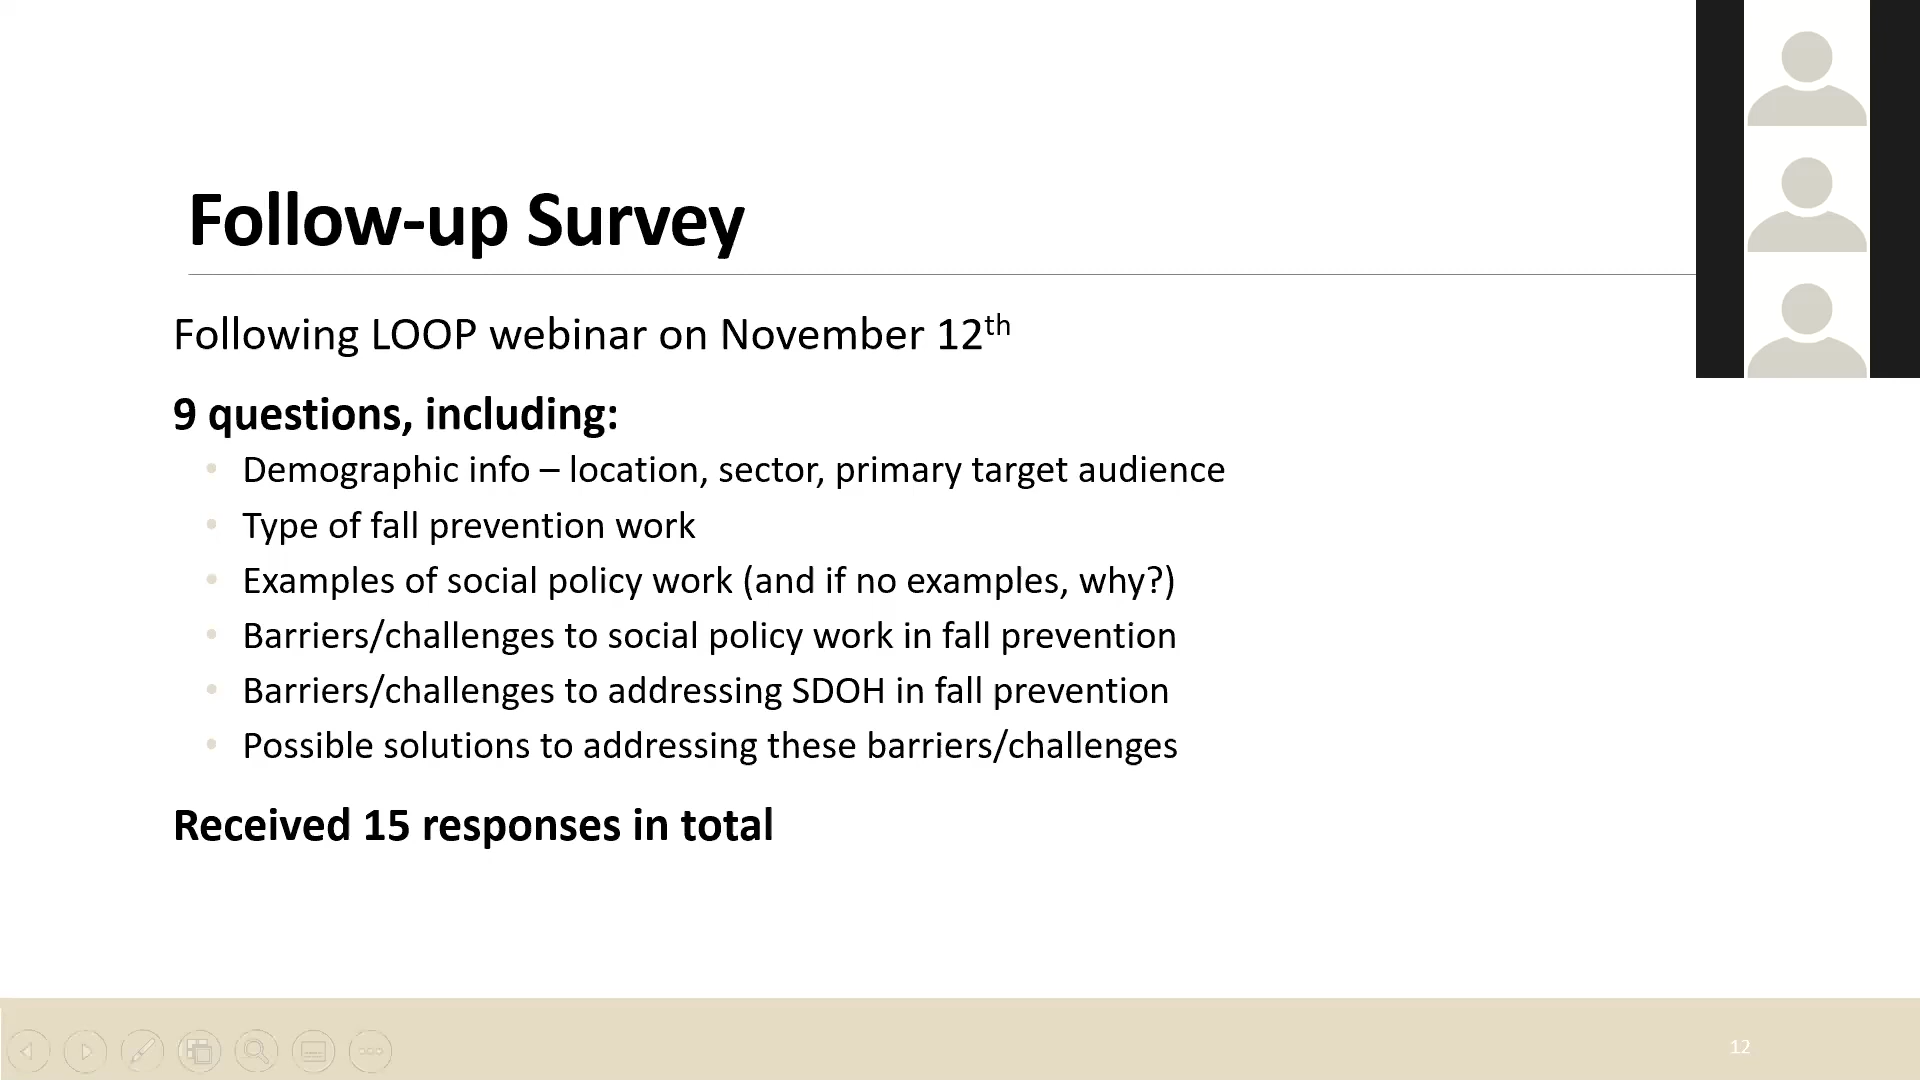 Follow-up Survey
Following LOOP webinar on November 12th
9 questions, including:
• Demographic info – location, sector, primary target audience
• Type of fall prevention work
• Examples of social policy work (and if no examples, why?)
• Barriers/challenges to social policy work in fall prevention
• Barriers/challenges to addressing SDOH in fall prevention
• Possible solutions to addressing these barriers/challenges
Received 15 responses in total
12